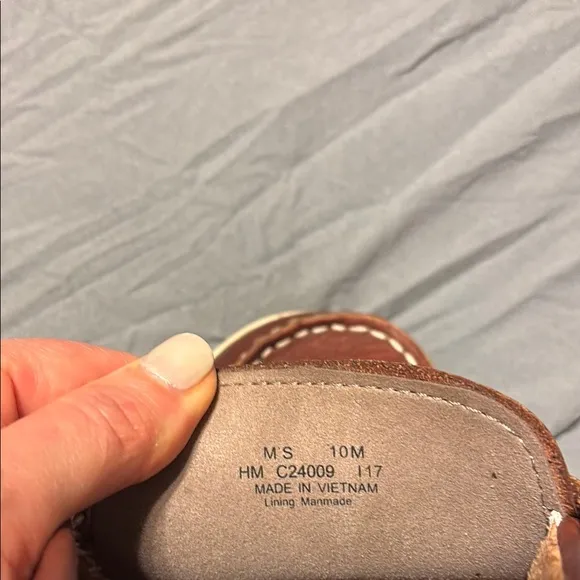 M'S 10M
HM C24009 I17
MADE IN VIETNAM
Lining: Manmade